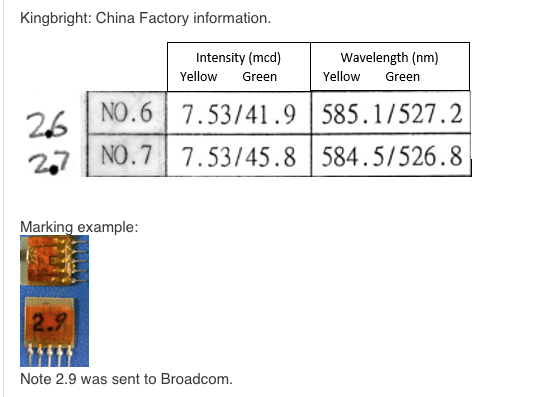 Kingbright: China Factory information.
Intensity (mcd) Wavelength (nm)
Yellow Green Yellow Green
2.6 NO.6 7.53/41.9 585.1/527.2
2.7 NO.7 7.53/45.8 584.5/526.8
Marking example:
2.9
Note 2.9 was sent to Broadcom.